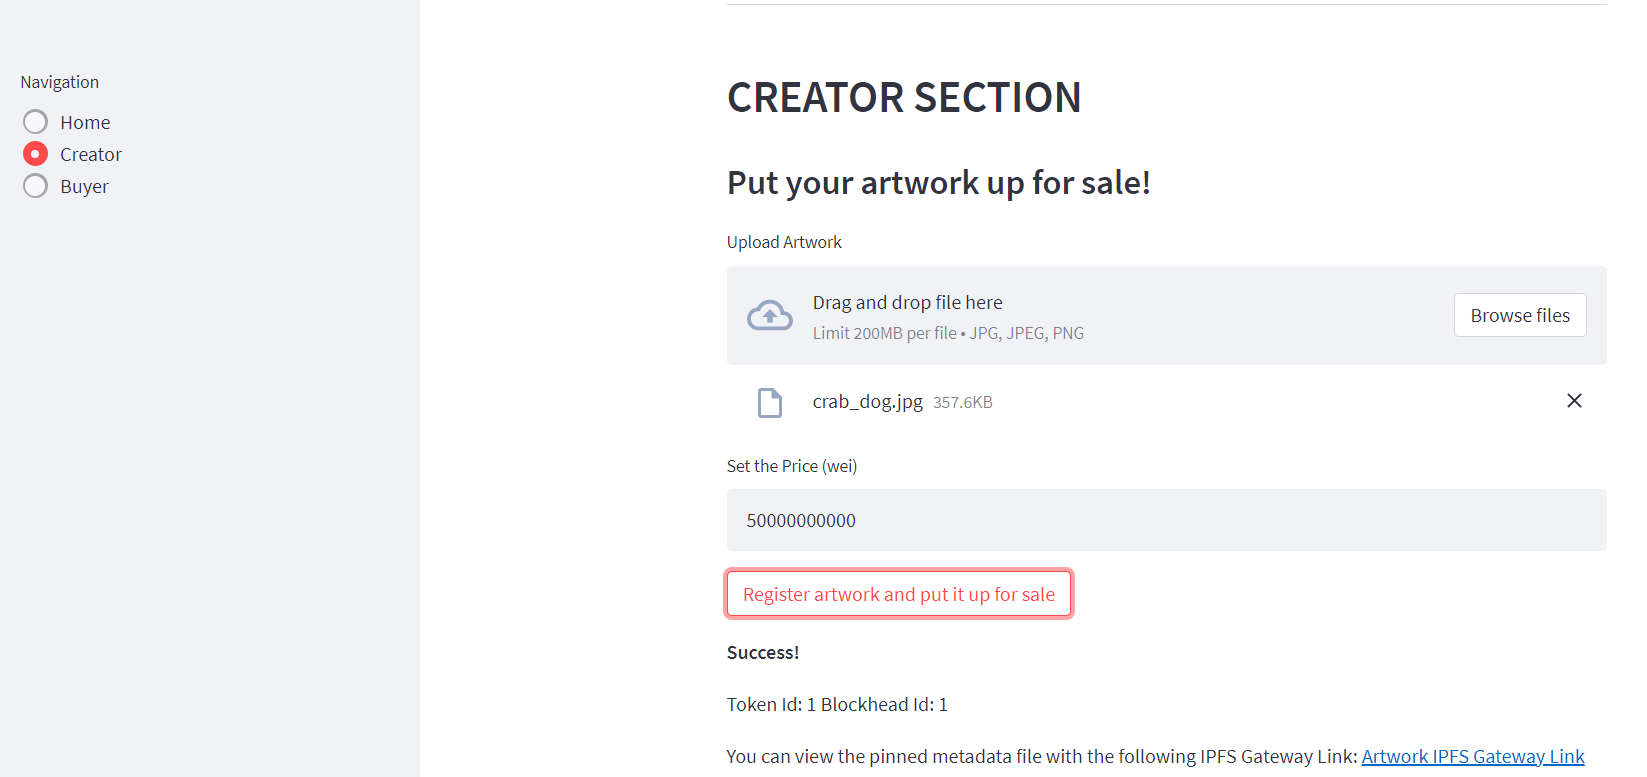 Navigation
Home
Creator
Buyer
CREATOR SECTION
Put your artwork up for sale!
Upload Artwork
Drag and drop file here
Limit 200MB per file • JPG, JPEG, PNG
Browse files
crab_dog.jpg 357.6KB
Set the Price (wei)
50000000000
Register artwork and put it up for sale
Success!
Token Id: 1 Blockhead Id: 1
You can view the pinned metadata file with the following IPFS Gateway Link: Artwork IPFS Gateway Link